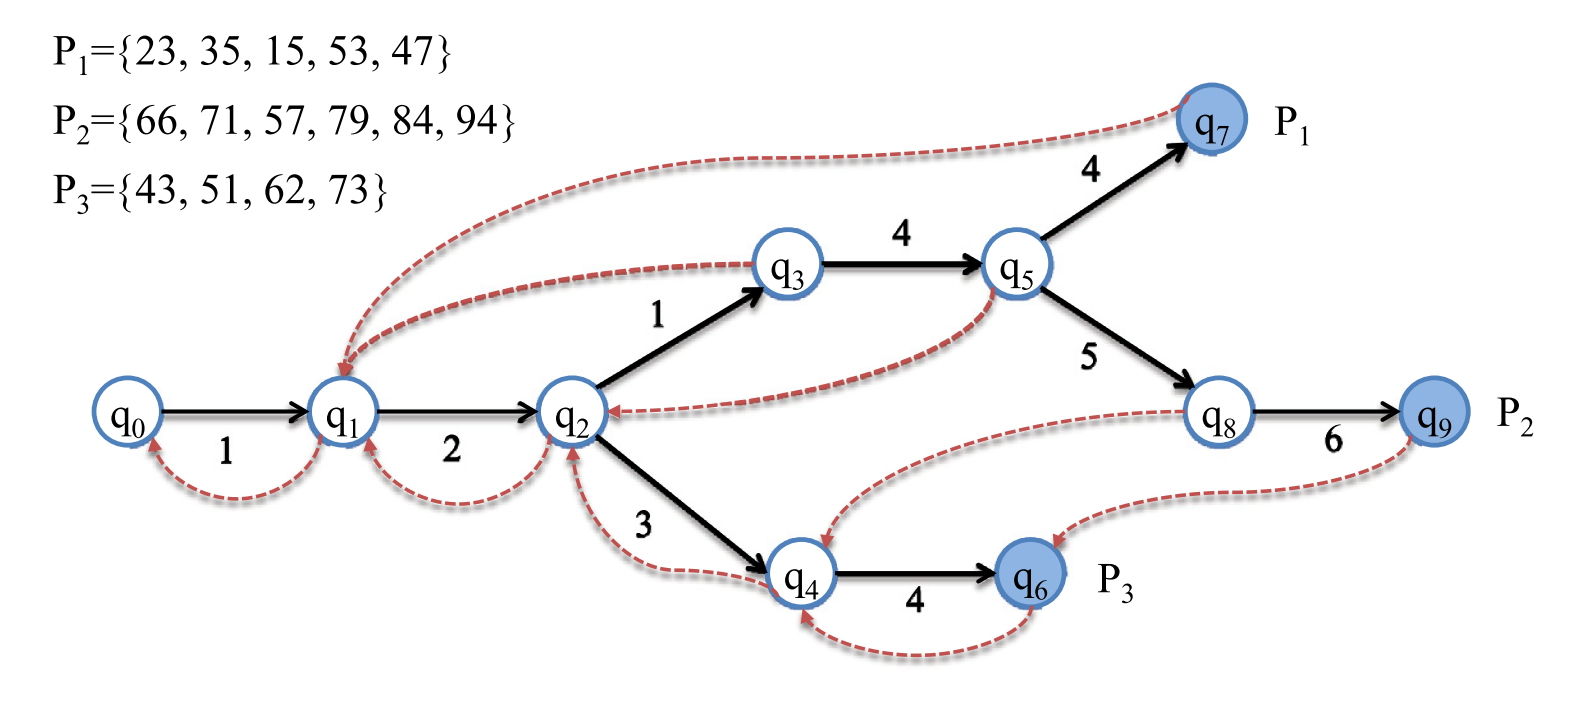 P₁={23, 35, 15, 53, 47}
P₂={66, 71, 57, 79, 84, 94}
P₃={43, 51, 62, 73}
q₇ P₁
4
q₃ 4 q₅
1
5
q₀ 1 q₁ 2 q₂
q₈ 6 q₉ P₂
3
q₄ 4 q₆ P₃